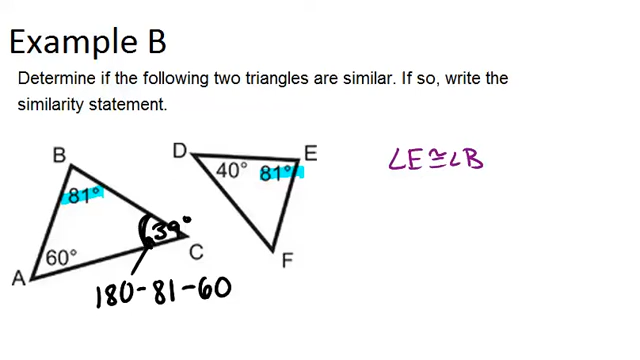 Example B
Determine if the following two triangles are similar. If so, write the
similarity statement.
B
81°
A
60°
39°
C
180-81-60
D
40°
81°
E
F
∠E≅∠B